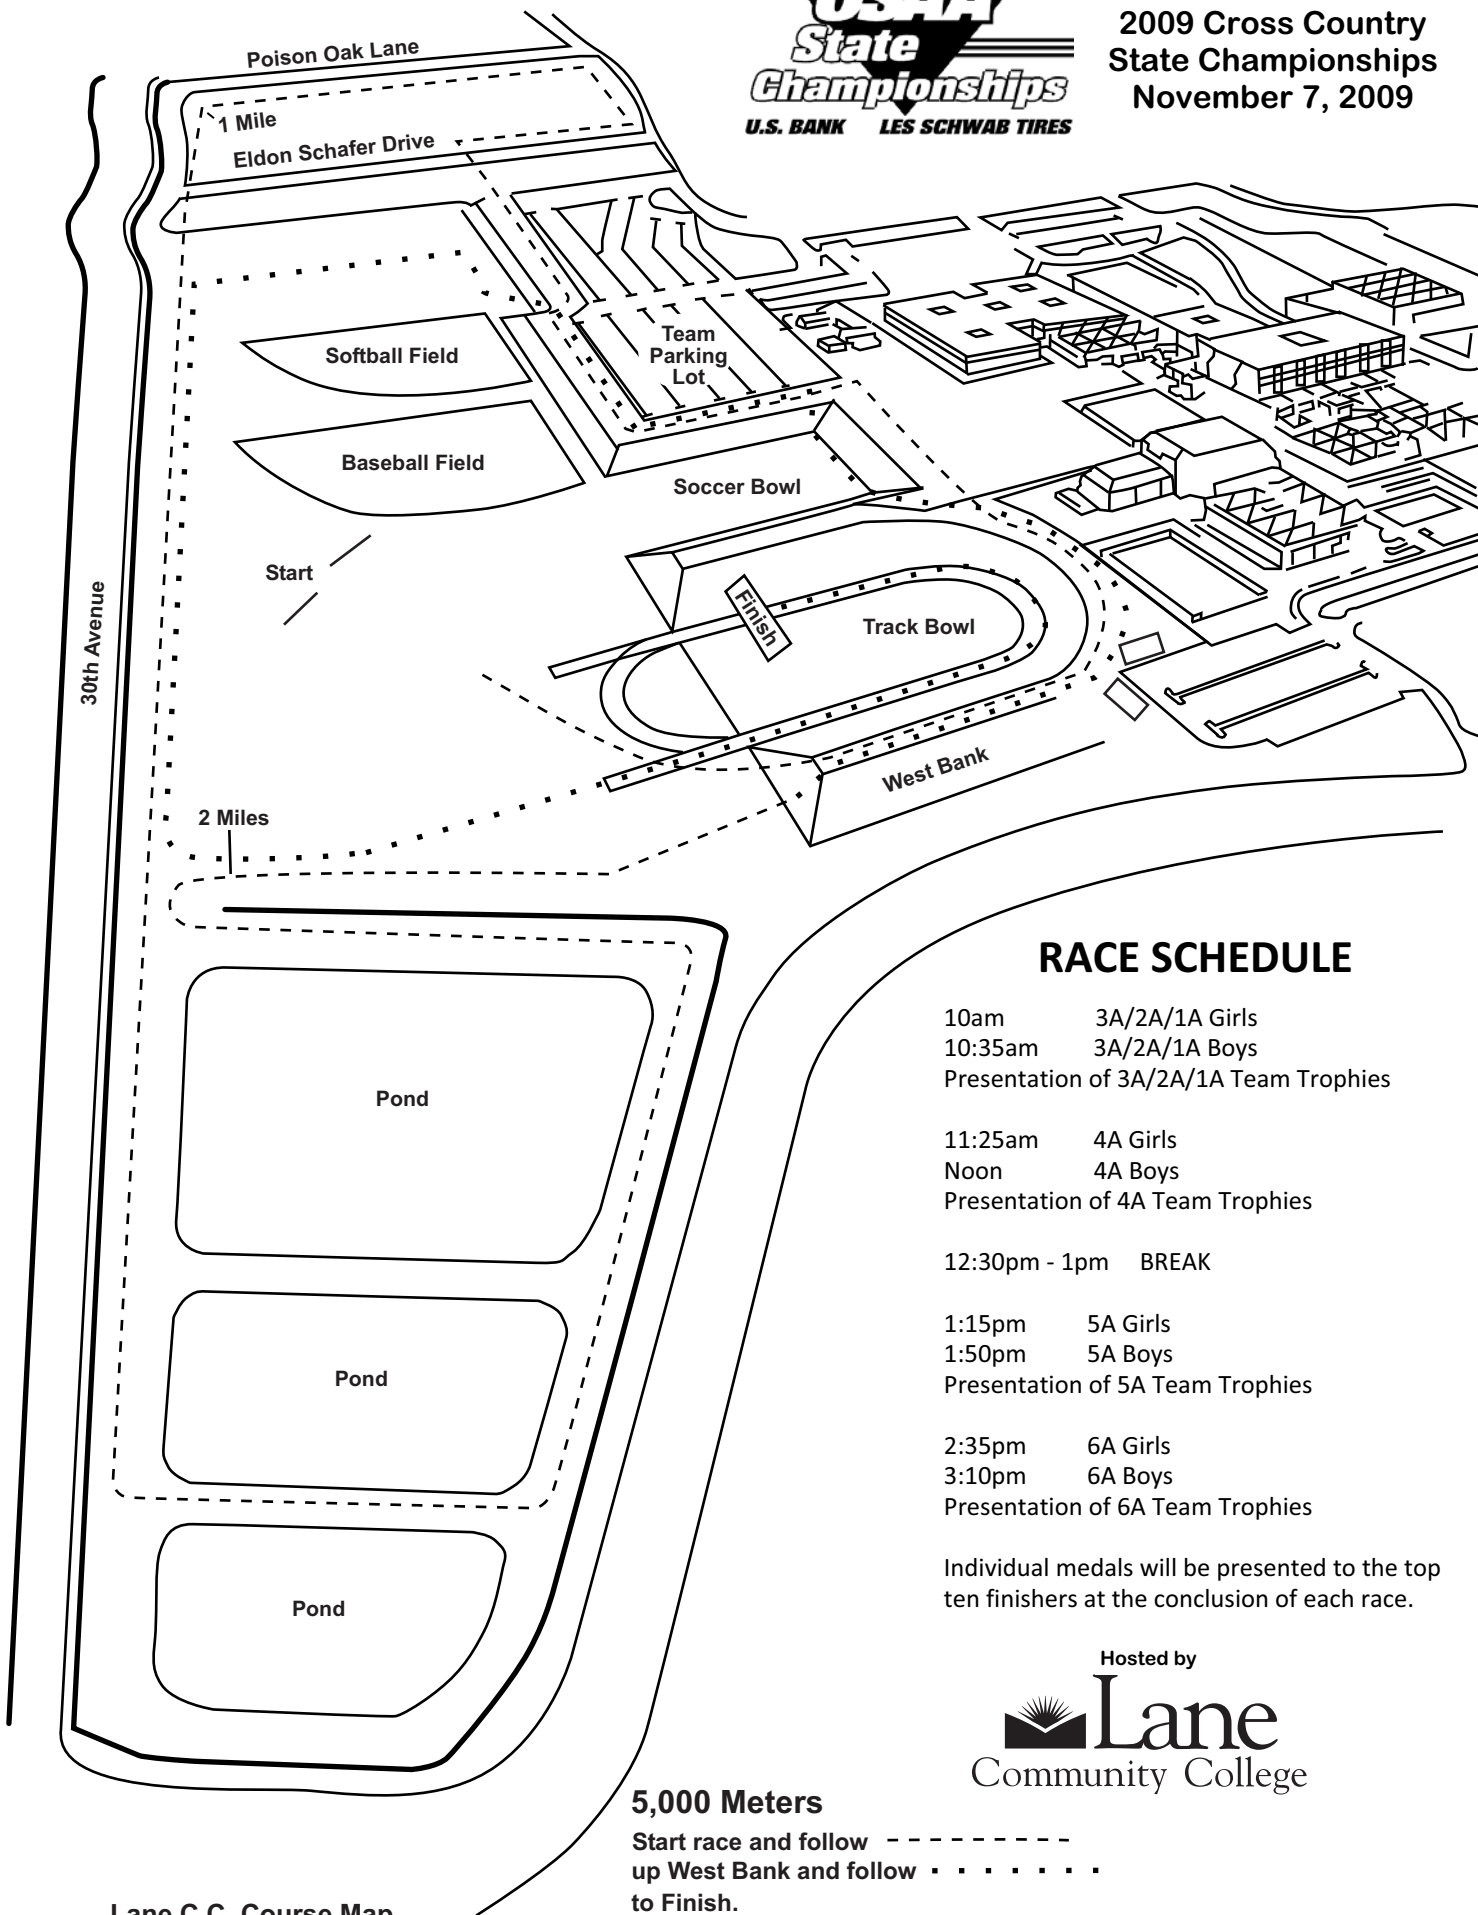 State
Championships
U.S. BANK LES SCHWAB TIRES
2009 Cross Country
State Championships
November 7, 2009
Poison Oak Lane
1 Mile
Eldon Schafer Drive
Team
Parking
Lot
Softball Field
Baseball Field
Soccer Bowl
Start
30th Avenue
Finish
Track Bowl
West Bank
2 Miles
Pond
Pond
Pond
RACE SCHEDULE
10am 3A/2A/1A Girls
10:35am 3A/2A/1A Boys
Presentation of 3A/2A/1A Team Trophies
11:25am 4A Girls
Noon 4A Boys
Presentation of 4A Team Trophies
12:30pm - 1pm BREAK
1:15pm 5A Girls
1:50pm 5A Boys
Presentation of 5A Team Trophies
2:35pm 6A Girls
3:10pm 6A Boys
Presentation of 6A Team Trophies
Individual medals will be presented to the top
ten finishers at the conclusion of each race.
Hosted by
Lane
Community College
5,000 Meters
Start race and follow
up West Bank and follow
to Finish.
Lane C.C. Course Map